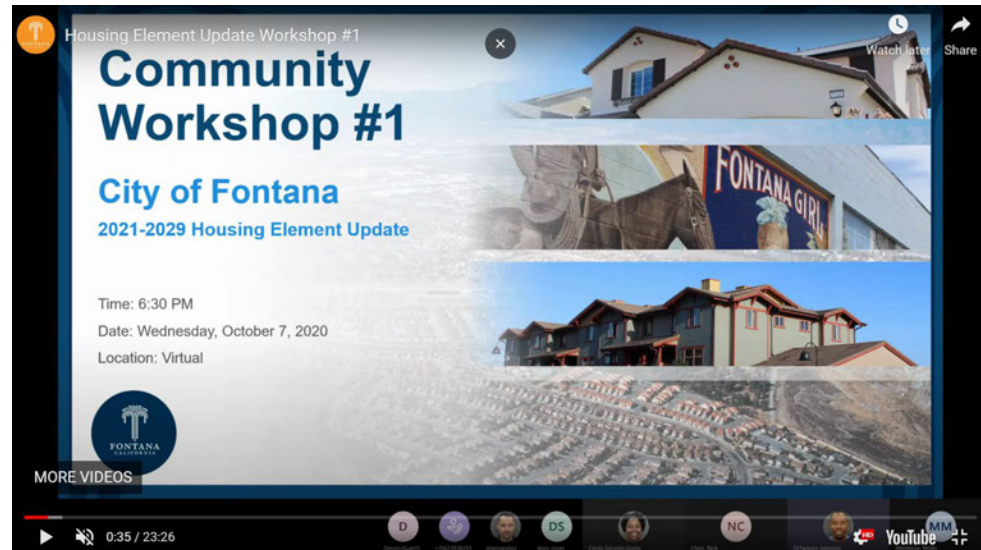 Housing Element Update Workshop #1
Watch later
Share
Community
Workshop #1
City of Fontana
2021-2029 Housing Element Update
Time: 6:30 PM
Date: Wednesday, October 7, 2020
Location: Virtual
FONTANA GIRL
FONTANA
CALIFORNIA
MORE VIDEOS
0:35 / 23:26
D
DS
NC
MM
HD
YouTube